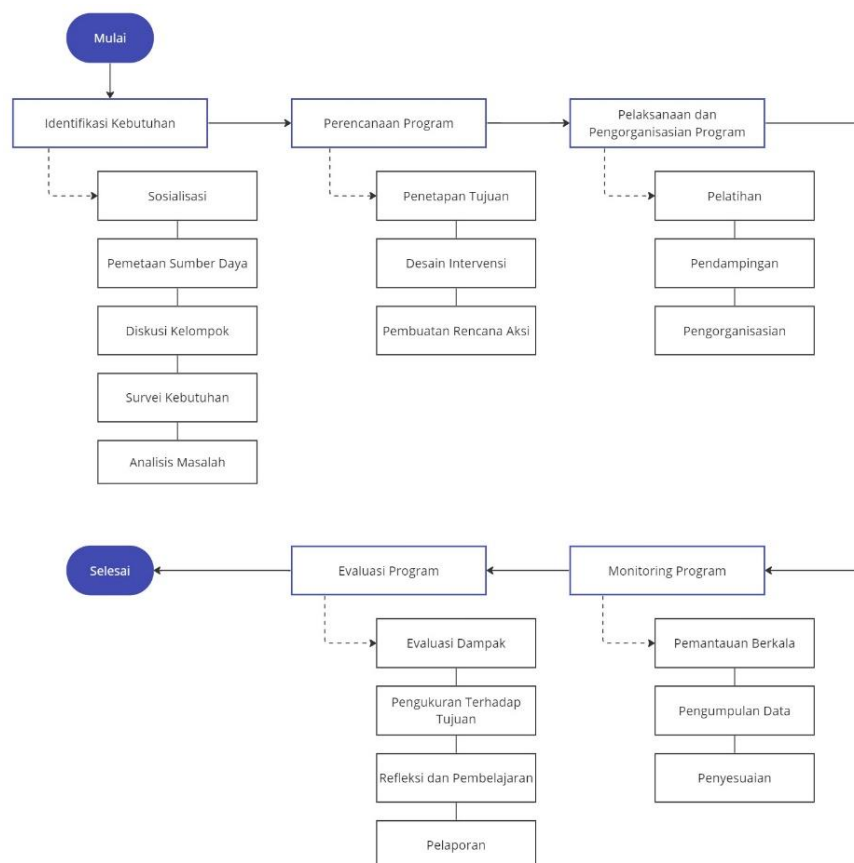 Mulai
Identifikasi Kebutuhan
Perencanaan Program
Pelaksanaan dan
Pengorganisasian Program
Sosialisasi
Pemetaan Sumber Daya
Diskusi Kelompok
Survei Kebutuhan
Analisis Masalah
Penetapan Tujuan
Desain Intervensi
Pembuatan Rencana Aksi
Pelatihan
Pendampingan
Pengorganisasian
Selesai
Evaluasi Program
Monitoring Program
Evaluasi Dampak
Pengukuran Terhadap
Tujuan
Refleksi dan Pembelajaran
Pelaporan
Pemantauan Berkala
Pengumpulan Data
Penyesuaian